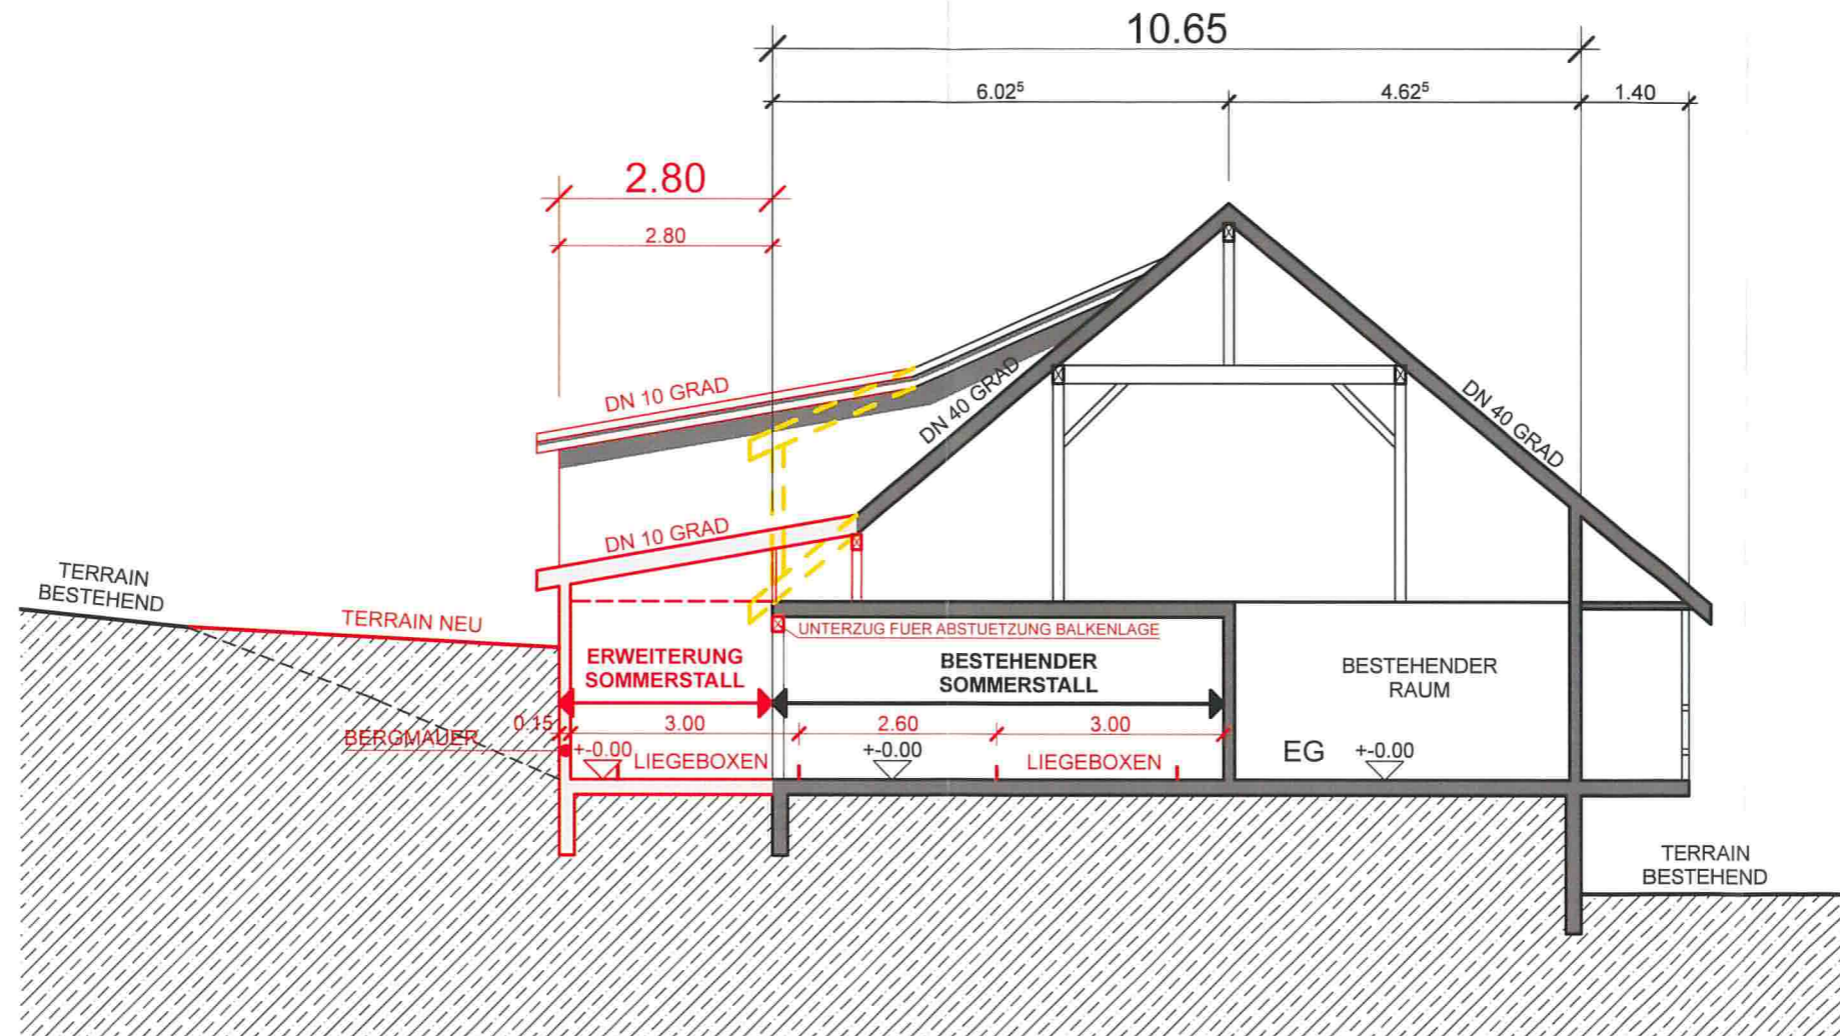 10.65
6.02⁵
4.62⁵
1.40
2.80
2.80
DN 10 GRAD
DN 40 GRAD
DN 40 GRAD
DN 10 GRAD
TERRAIN
BESTEHEND
TERRAIN NEU
UNTERZUG FUER ABSTUETZUNG BALKENLAGE
ERWEITERUNG
SOMMERSTALL
BESTEHENDER
SOMMERSTALL
BESTEHENDER
RAUM
0.15
3.00
2.60
3.00
BERGMAUER
+-0.00
LIEGEBOXEN
+-0.00
LIEGEBOXEN
EG
+-0.00
TERRAIN
BESTEHEND